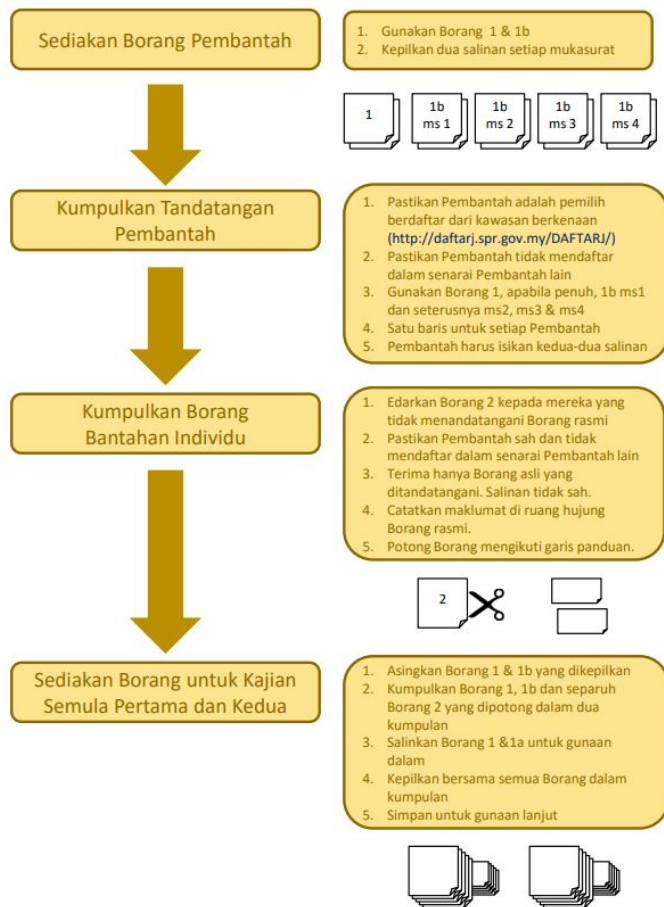 Sediakan Borang Pembantah
1. Gunakan Borang 1 & 1b
2. Kepilkan dua salinan setiap mukasurat
1
1b
ms 1
1b
ms 2
1b
ms 3
1b
ms 4
Kumpulkan Tandatangan
Pembantah
1. Pastikan Pembantah adalah pemilih
berdaftar dari kawasan berkenaan
(http://daftarj.spr.gov.my/DAFTARJ/)
2. Pastikan Pembantah tidak mendaftar
dalam senarai Pembantah lain
3. Gunakan Borang 1, apabila penuh, 1b ms1
dan seterusnya ms2, ms3 & ms4
4. Satu baris untuk setiap Pembantah
5. Pembantah harus isikan kedua-dua salinan
Kumpulkan Borang
Bantahan Individu
1. Edarkan Borang 2 kepada mereka yang
tidak menandatangani Borang rasmi
2. Pastikan Pembantah sah dan tidak
mendaftar dalam senarai Pembantah lain
3. Terima hanya Borang asli yang
ditandatangani. Salinan tidak sah.
4. Catatkan maklumat di ruang hujung
Borang rasmi.
5. Potong Borang mengikuti garis panduan.
2
Sediakan Borang untuk Kajian
Semula Pertama dan Kedua
1. Asingkan Borang 1 & 1b yang dikepilkan
2. Kumpulkan Borang 1, 1b dan separuh
Borang 2 yang dipotong dalam dua
kumpulan
3. Salinkan Borang 1 &1a untuk gunaan
dalam
4. Kepilkan bersama semua Borang dalam
kumpulan
5. Simpan untuk gunaan lanjut